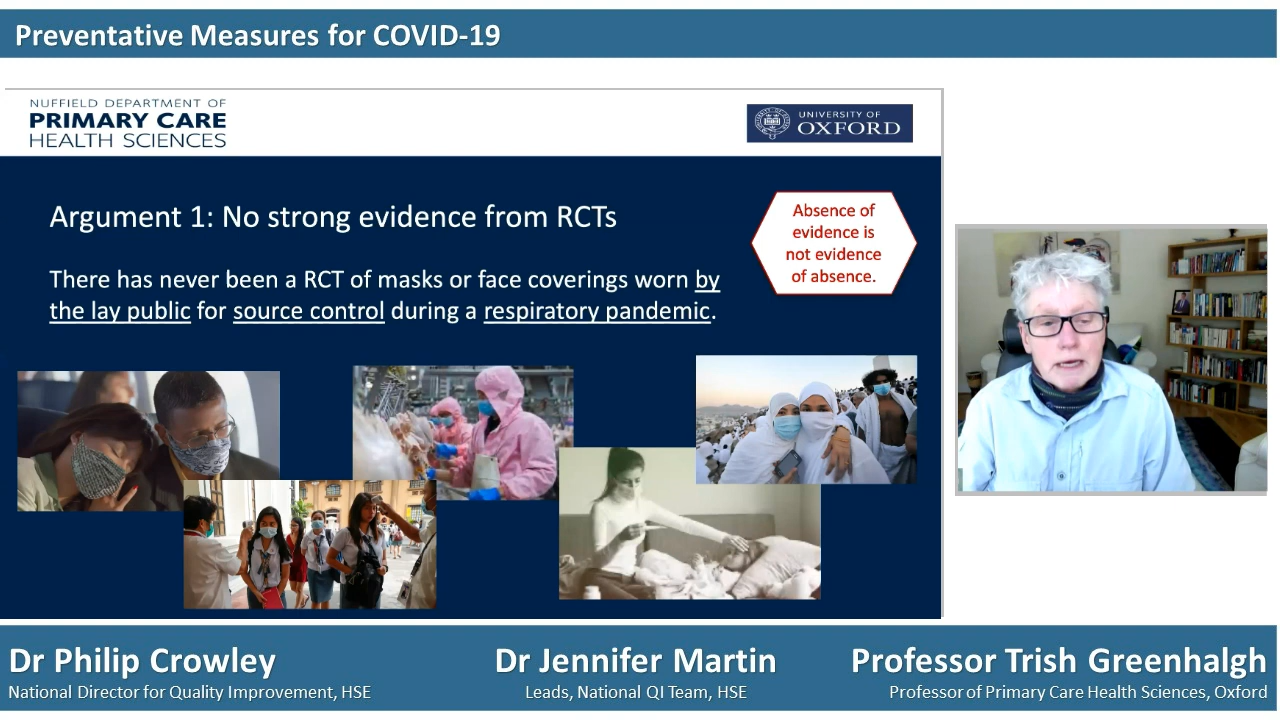 Preventative Measures for COVID-19
NUFFIELD DEPARTMENT OF
PRIMARY CARE
HEALTH SCIENCES
UNIVERSITY OF
OXFORD
Argument 1: No strong evidence from RCTs
Absence of
evidence is
not evidence
of absence.
There has never been a RCT of masks or face coverings worn by
the lay public for source control during a respiratory pandemic.
Dr Philip Crowley
National Director for Quality Improvement, HSE
Dr Jennifer Martin
Leads, National QI Team, HSE
Professor Trish Greenhalgh
Professor of Primary Care Health Sciences, Oxford